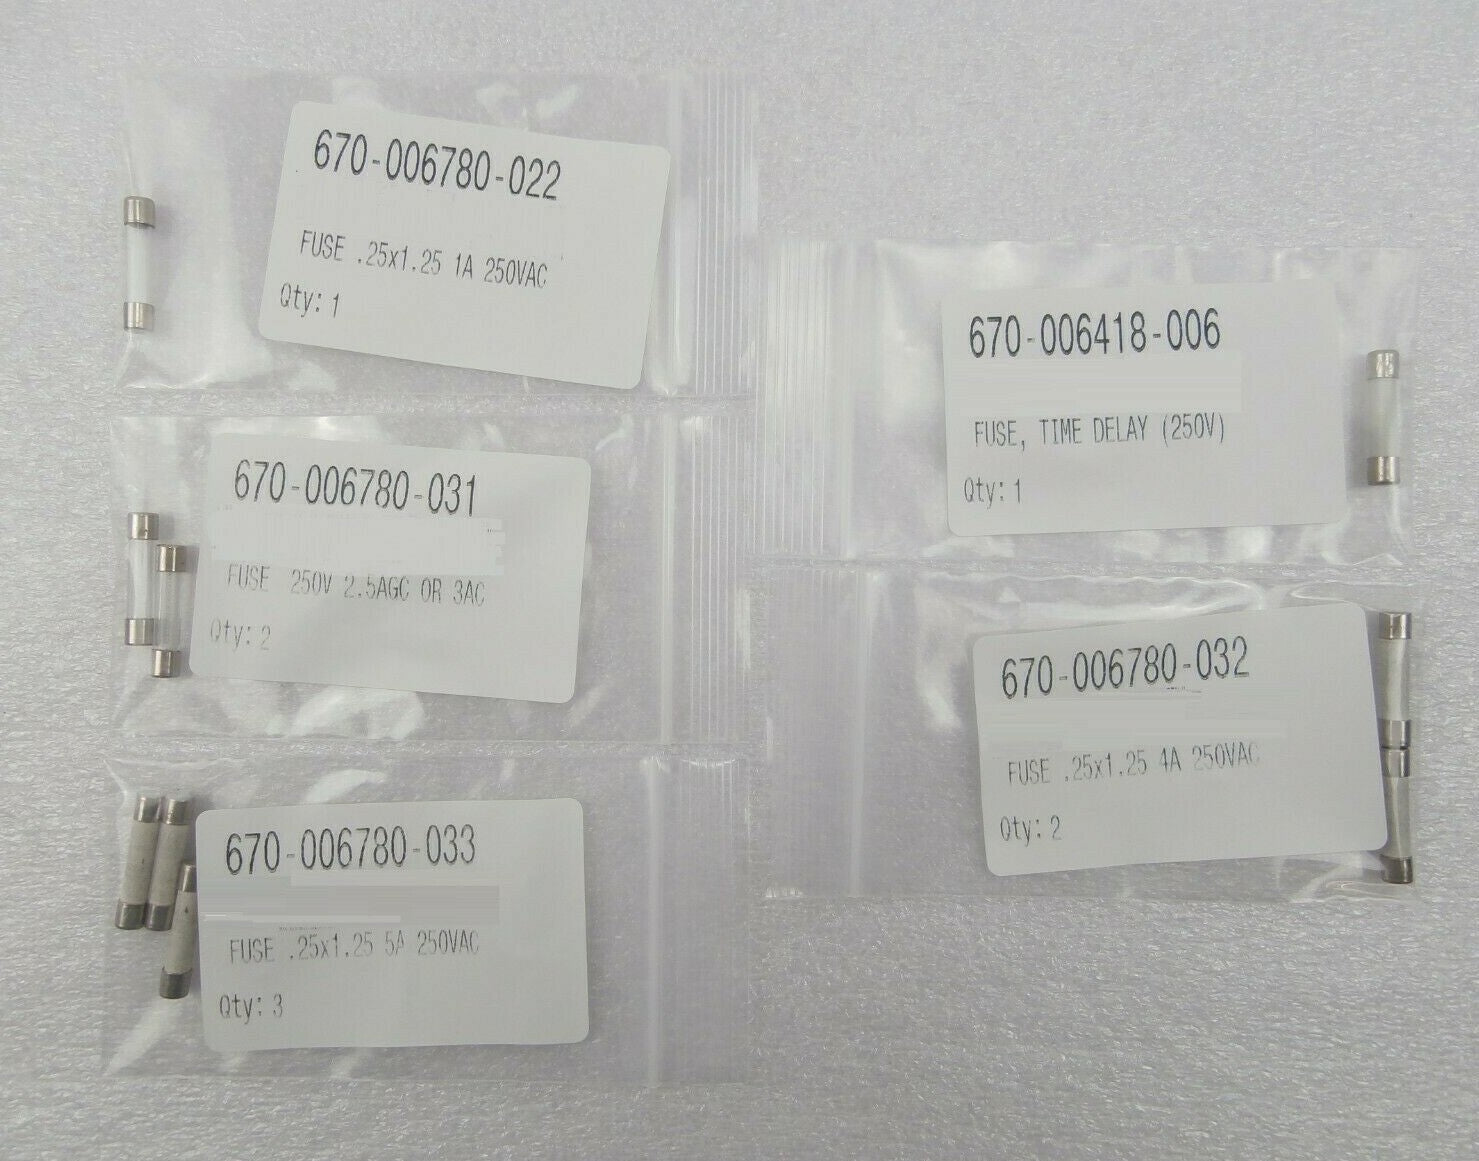 670-006780-022
FUSE .25x1.25 1A 250VAC
Qty: 1
670-006780-031
FUSE 250V 2.5AGC OR 3AC
Qty: 2
670-006780-033
FUSE .25x1.25 5A 250VAC
Qty: 3
670-006418-006
FUSE, TIME DELAY (250V)
Qty: 1
670-006780-032
FUSE .25x1.25 4A 250VAC
Qty: 2